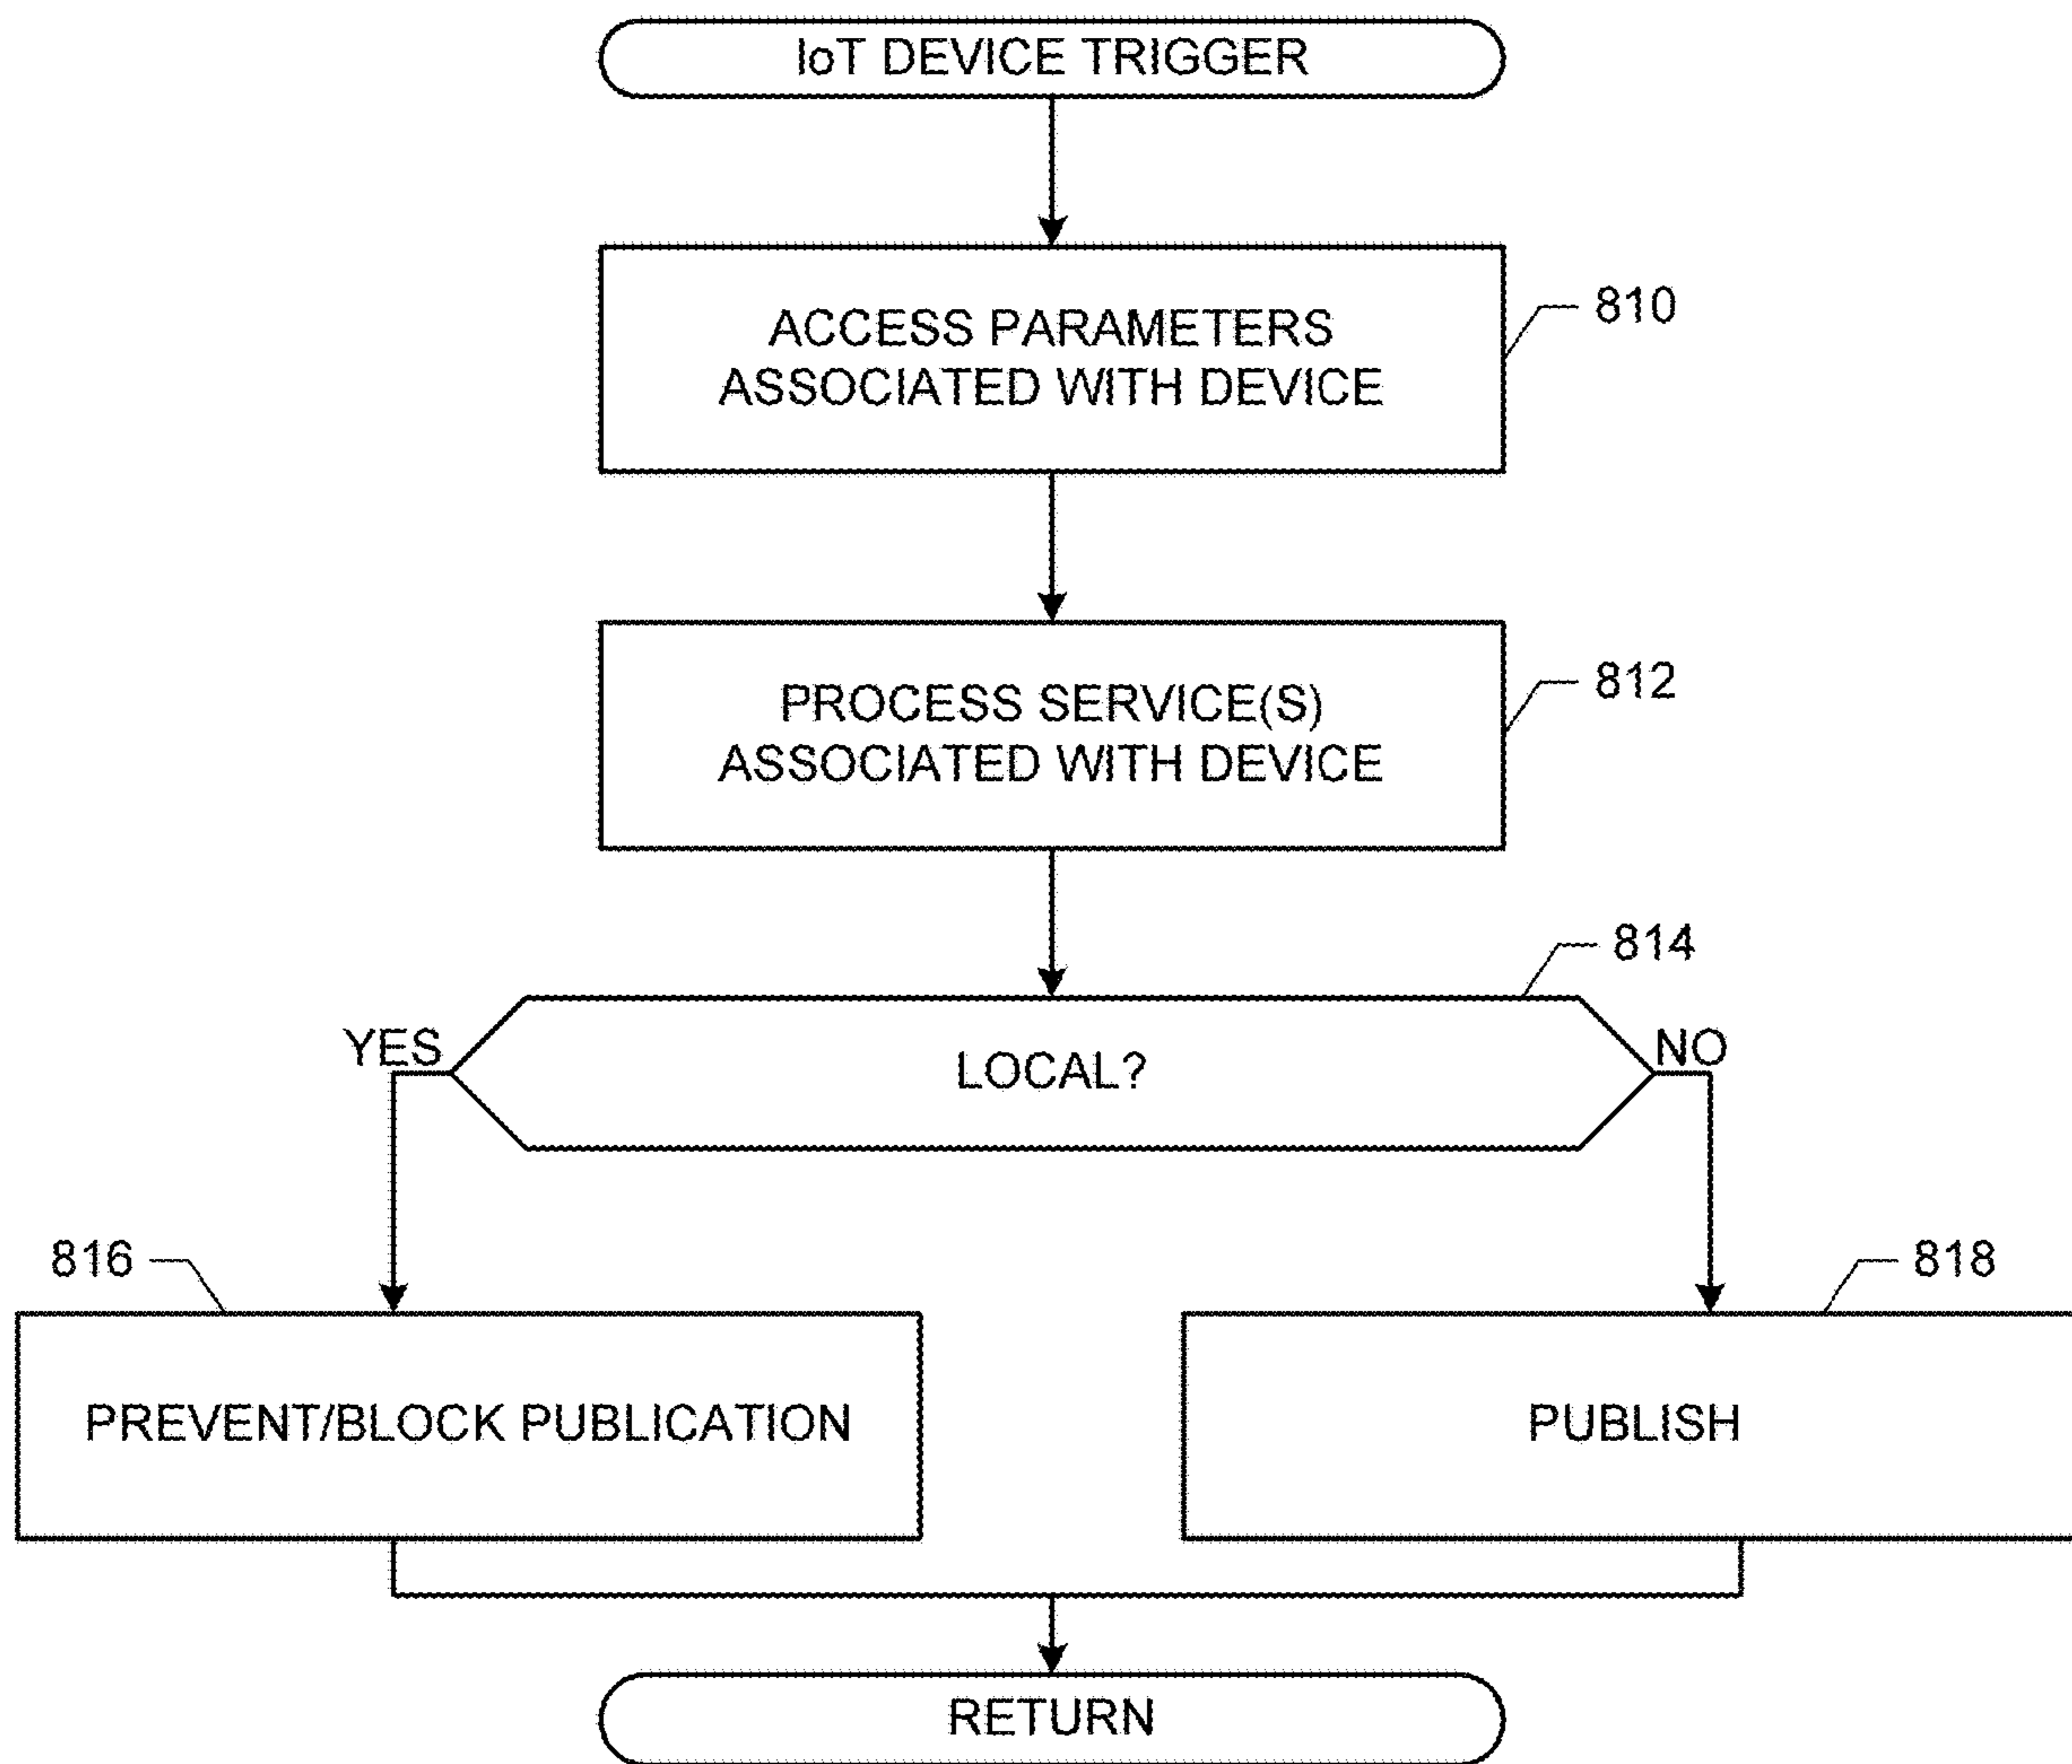 IoT DEVICE TRIGGER
ACCESS PARAMETERS
ASSOCIATED WITH DEVICE
810
PROCESS SERVICE(S)
ASSOCIATED WITH DEVICE
812
814
YES
LOCAL?
NO
816
818
PREVENT/BLOCK PUBLICATION
PUBLISH
RETURN